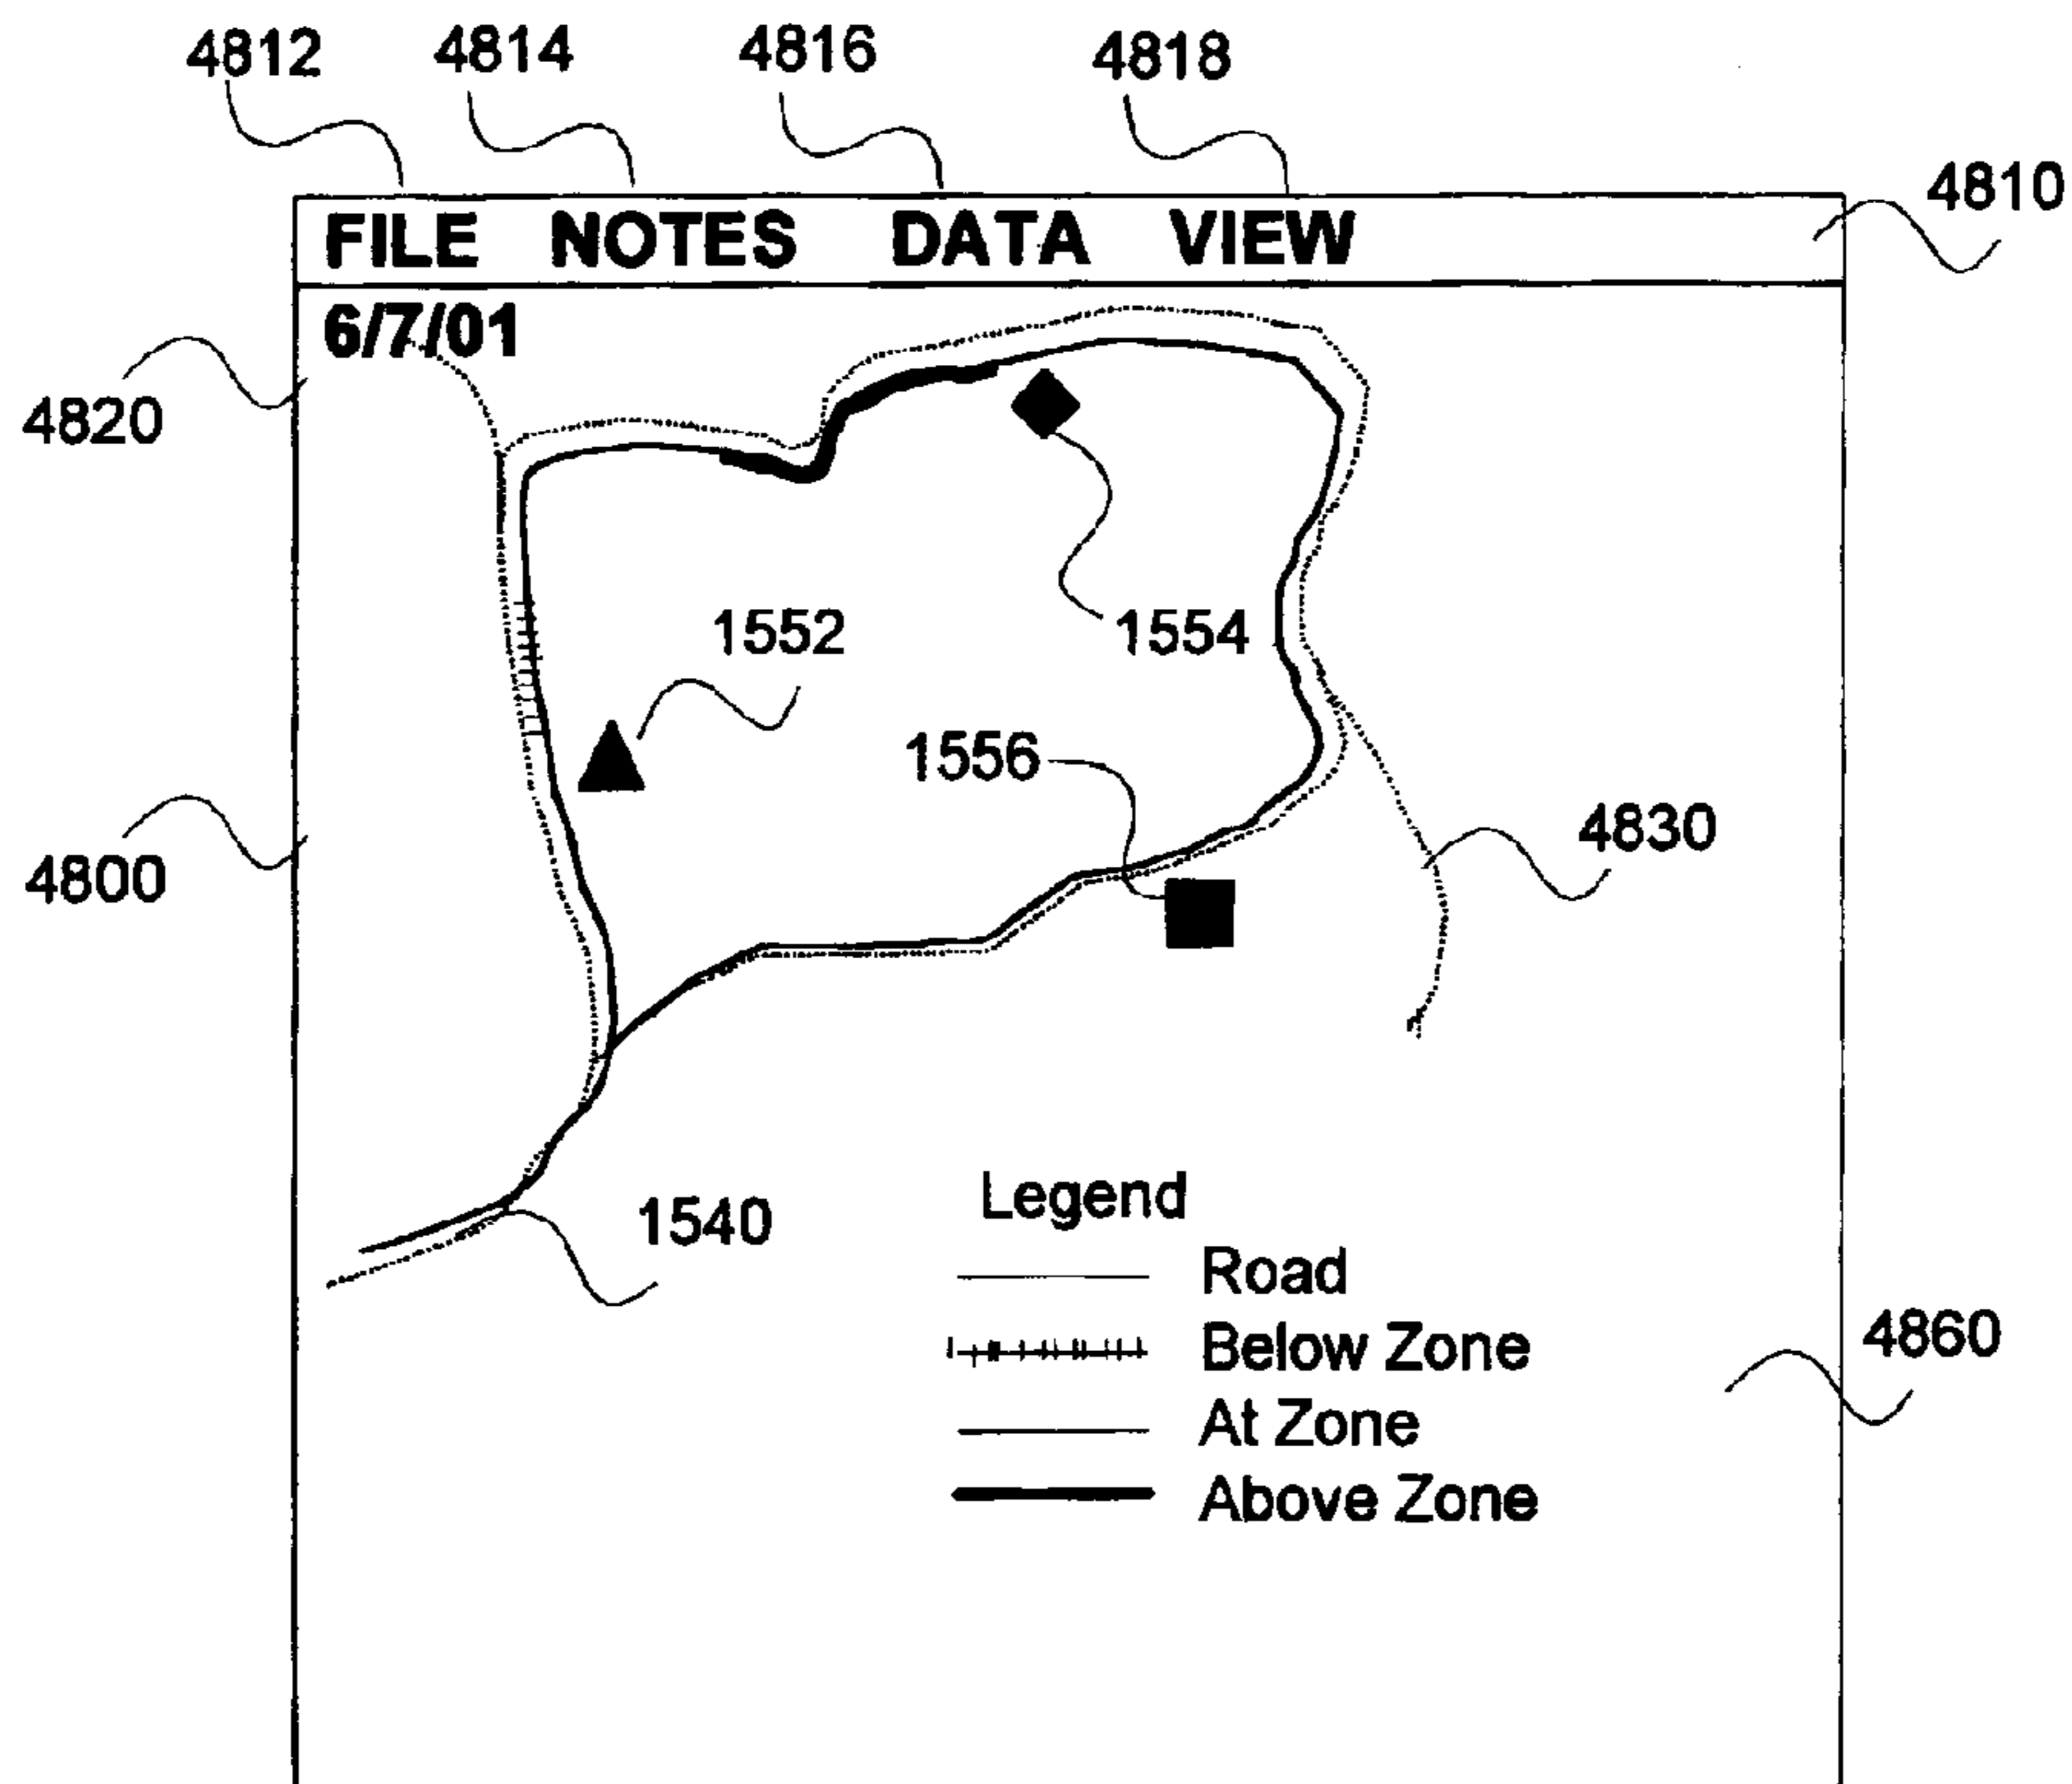 4812 4814 4816 4818
4810
FILE NOTES DATA VIEW
6/7/01
4820
1552
1554
1556
4830
4800
1540
Legend
Road
Below Zone
4860
At Zone
Above Zone